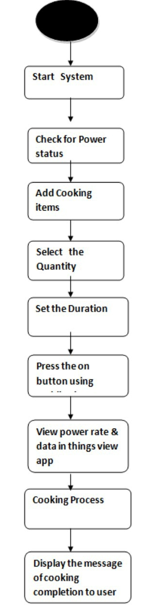 Start System
Check for Power
status
Add Cooking
items
Select the
Quantity
Set the Duration
Press the on
button using
View power rate &
data in things view
app
Cooking Process
Display the message
of cooking
completion to user